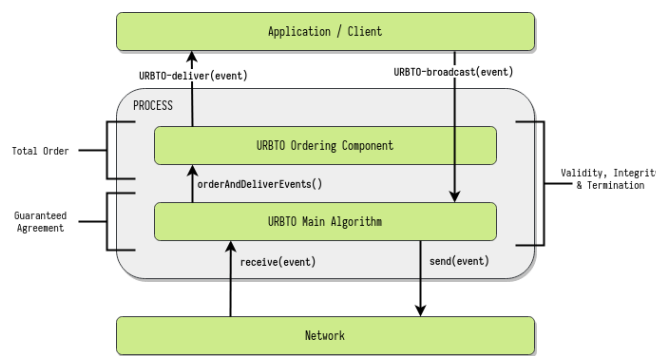 Application / Client
URBTO-deliver(event)
URBTO-broadcast(event)
PROCESS
Total Order
URBTO Ordering Component
Validity, Integrit
& Termination
orderAndDeliverEvents()
Guaranteed
Agreement
URBTO Main Algorithm
receive(event)
send(event)
Network